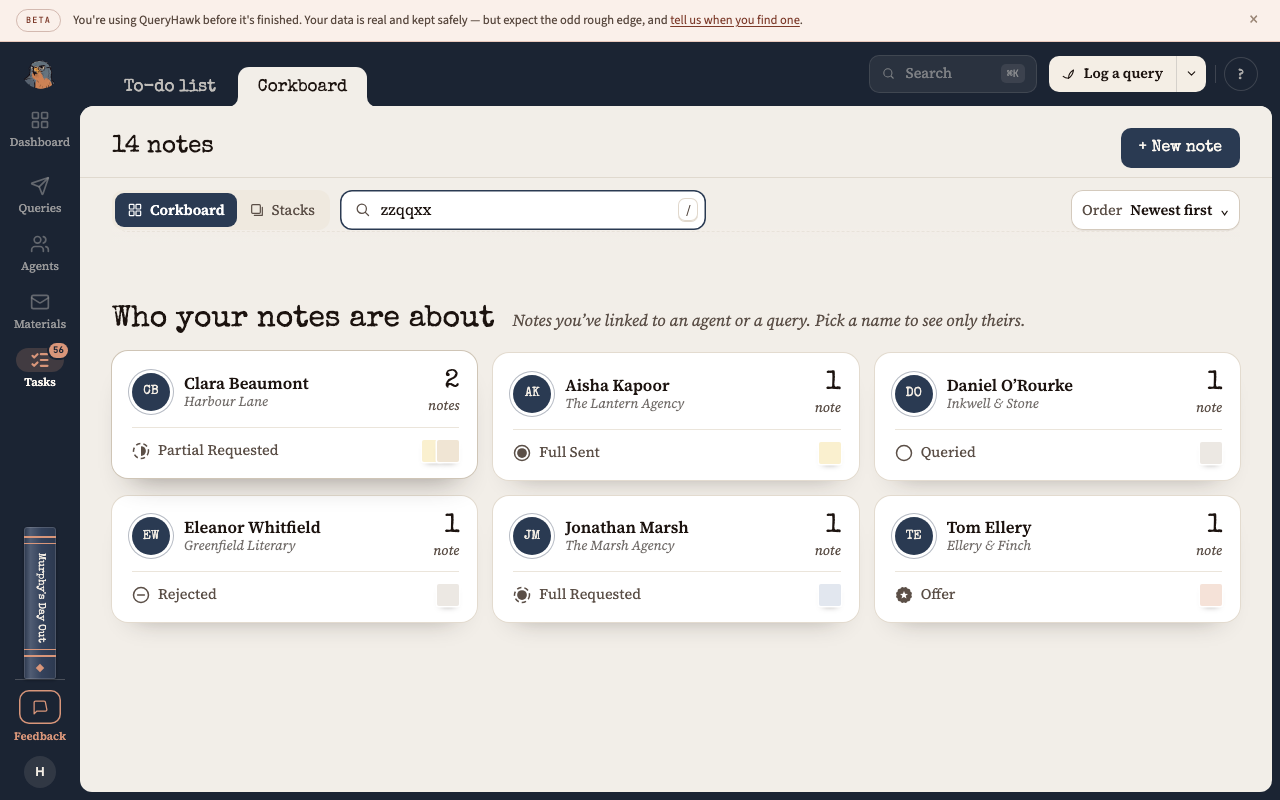 BETA You're using QueryHawk before it's finished. Your data is real and kept safely — but expect the odd rough edge, and tell us when you find one. ×
To-do list Corkboard Search ⌘K Log a query ?
Dashboard
Queries
Agents
Materials
56
Tasks
Murphy's Day Out
Feedback
H
14 notes + New note
Corkboard Stacks zzqqxx / Order Newest first
Who your notes are about Notes you've linked to an agent or a query. Pick a name to see only theirs.
CB Clara Beaumont 2
Harbour Lane notes
Partial Requested
AK Aisha Kapoor 1
The Lantern Agency note
Full Sent
DO Daniel O'Rourke 1
Inkwell & Stone note
Queried
EW Eleanor Whitfield 1
Greenfield Literary note
Rejected
JM Jonathan Marsh 1
The Marsh Agency note
Full Requested
TE Tom Ellery 1
Ellery & Finch note
Offer